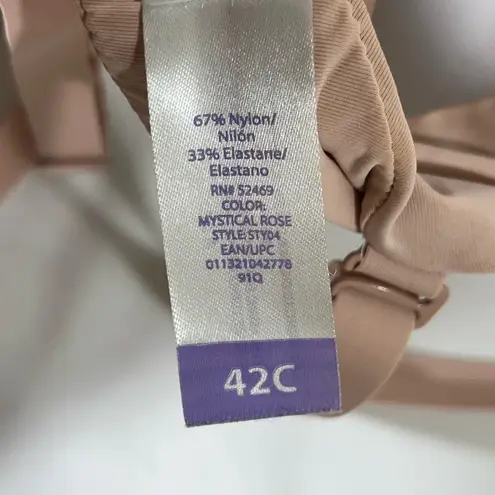 67% Nylon/
Nilón
33% Elastane/
Elastano
RN# 52469
COLOR:
MYSTICAL ROSE
STYLE: STY04
EAN/UPC
011321042778
91Q
42C